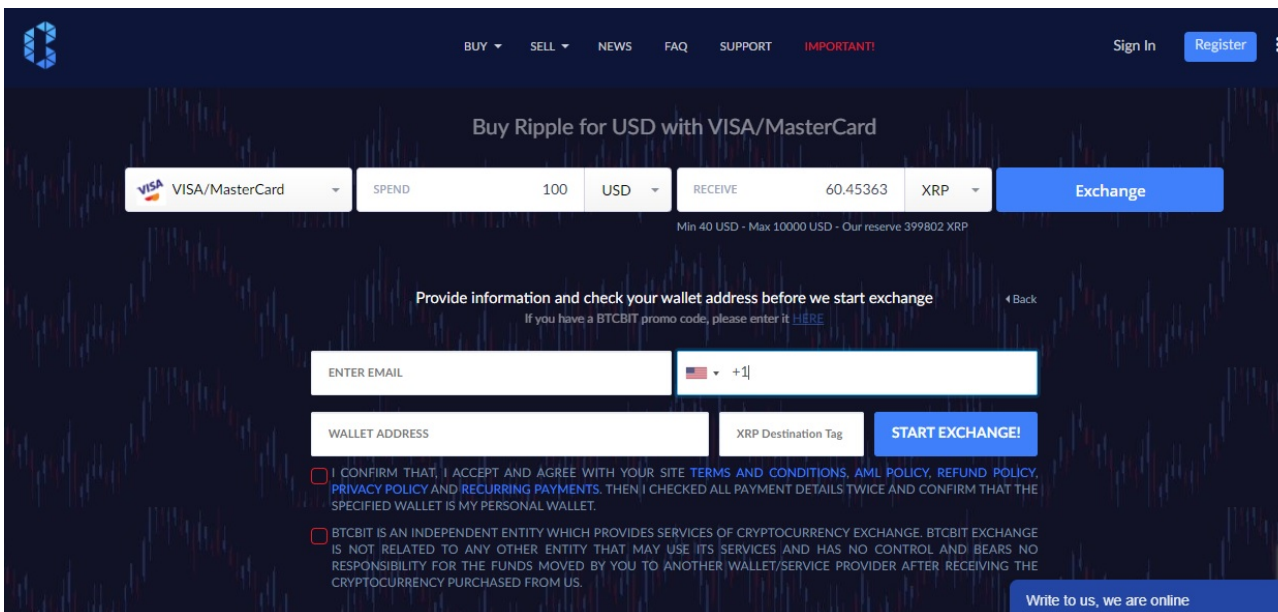 BUY SELL NEWS FAQ SUPPORT IMPORTANT! Sign In Register
Buy Ripple for USD with VISA/MasterCard
VISA VISA/MasterCard SPEND 100 USD RECEIVE 60.45363 XRP Exchange
Min 40 USD - Max 10000 USD - Our reserve 399802 XRP
Provide information and check your wallet address before we start exchange Back
If you have a BTCBIT promo code, please enter it HERE
ENTER EMAIL +1
WALLET ADDRESS XRP Destination Tag START EXCHANGE!
I CONFIRM THAT, I ACCEPT AND AGREE WITH YOUR SITE TERMS AND CONDITIONS, AML POLICY, REFUND POLICY,
PRIVACY POLICY AND RECURRING PAYMENTS. THEN I CHECKED ALL PAYMENT DETAILS TWICE AND CONFIRM THAT THE
SPECIFIED WALLET IS MY PERSONAL WALLET.
BTCBIT IS AN INDEPENDENT ENTITY WHICH PROVIDES SERVICES OF CRYPTOCURRENCY EXCHANGE. BTCBIT EXCHANGE
IS NOT RELATED TO ANY OTHER ENTITY THAT MAY USE ITS SERVICES AND HAS NO CONTROL AND BEARS NO
RESPONSIBILITY FOR THE FUNDS MOVED BY YOU TO ANOTHER WALLET/SERVICE PROVIDER AFTER RECEIVING THE
CRYPTOCURRENCY PURCHASED FROM US.
Write to us, we are online